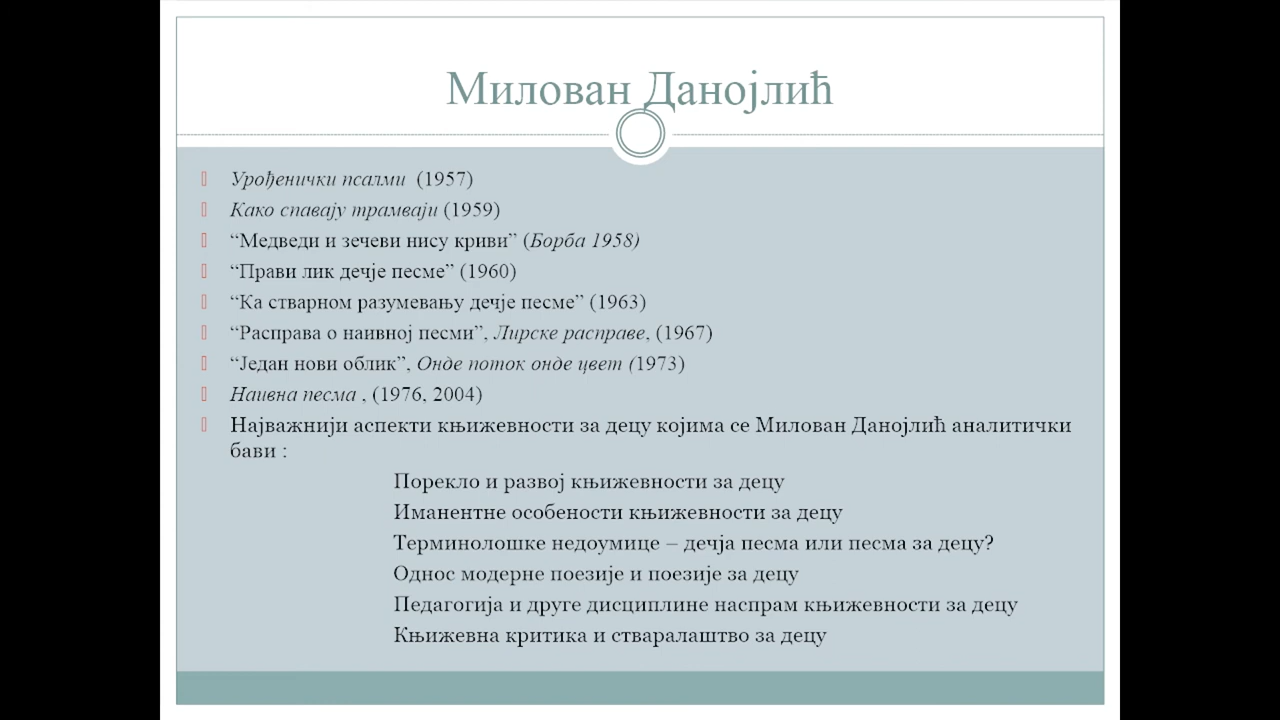 Милован Данојлић
Урођенички псалми (1957)
Како спавају трамваји (1959)
“Медведи и зечеви нису криви” (Борба 1958)
“Прави лик дечје песме” (1960)
“Ка стварном разумевању дечје песме” (1963)
“Расправа о наивној песми”, Лирске расправе, (1967)
“Један нови облик”, Онде поток онде цвет (1973)
Наивна песма , (1976, 2004)
Најважнији аспекти књижевности за децу којима се Милован Данојлић аналитички
бави :
Порекло и развој књижевности за децу
Иманентне особености књижевности за децу
Терминолошке недоумице – дечја песма или песма за децу?
Однос модерне поезије и поезије за децу
Педагогија и друге дисциплине наспрам књижевности за децу
Књижевна критика и стваралаштво за децу